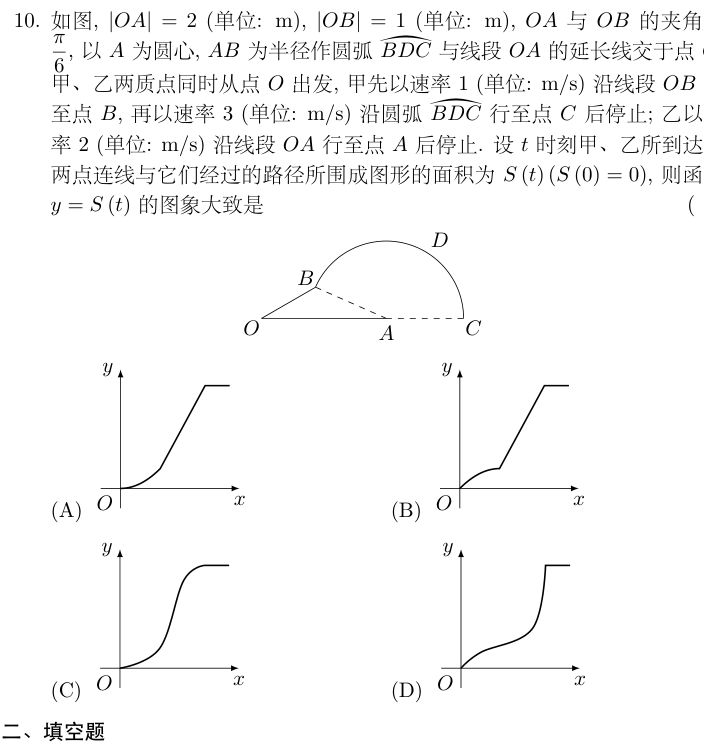 10. 如图, |OA| = 2 (单位: m), |OB| = 1 (单位: m), OA 与 OB 的夹角
π/6, 以 A 为圆心, AB 为半径作圆弧 BDC 与线段 OA 的延长线交于点
甲、乙两质点同时从点 O 出发, 甲先以速率 1 (单位: m/s) 沿线段 OB
至点 B, 再以速率 3 (单位: m/s) 沿圆弧 BDC 行至点 C 后停止; 乙以
率 2 (单位: m/s) 沿线段 OA 行至点 A 后停止. 设 t 时刻甲、乙所到达
两点连线与它们经过的路径所围成图形的面积为 S (t) (S (0) = 0), 则函
y = S (t) 的图象大致是 (
D
B
O A C
y y
O x O x
(A) (B)
y y
O x O x
(C) (D)
二、填空题